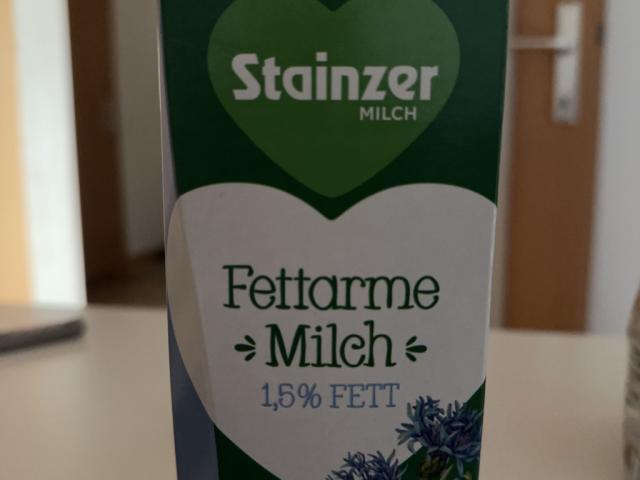 Stainzer
MILCH
Fettarme
Milch
1,5% FETT